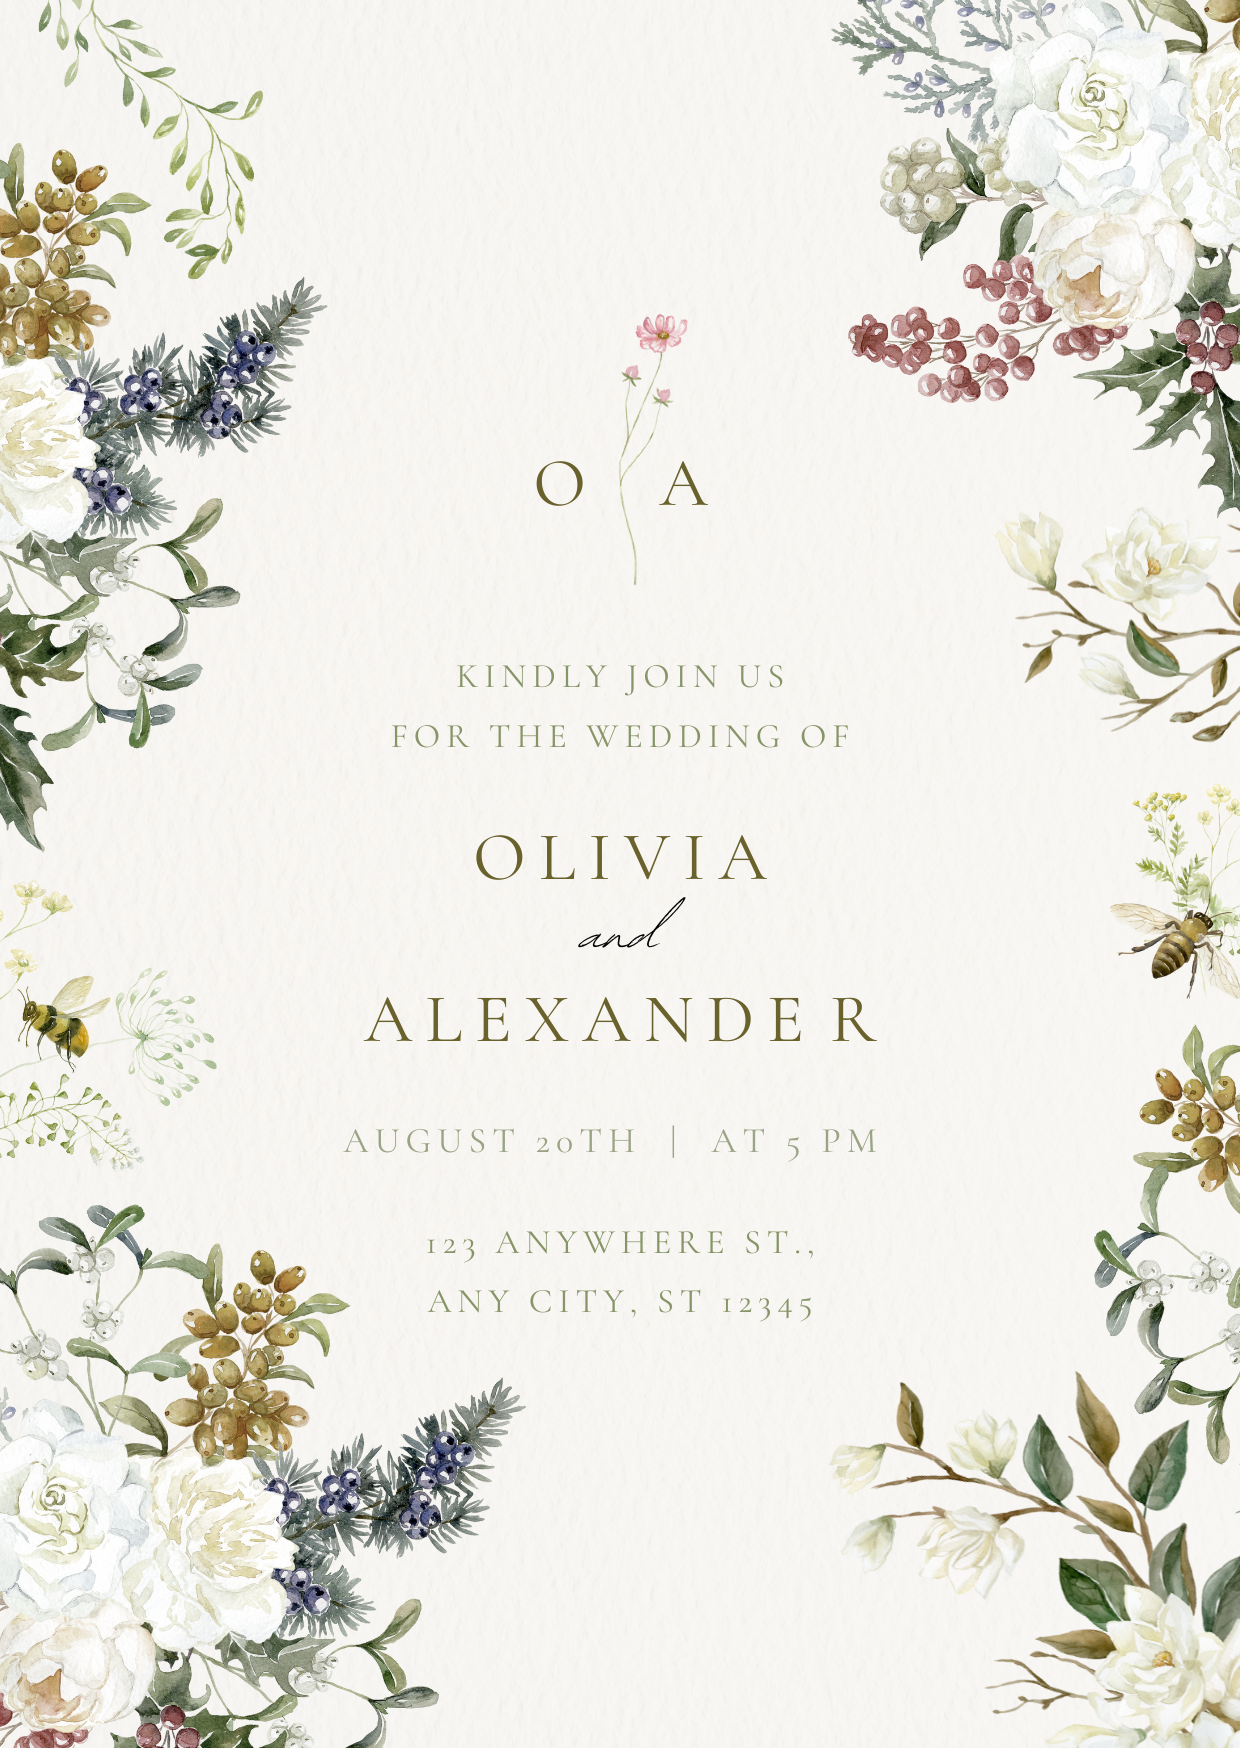 O A
KINDLY JOIN US
FOR THE WEDDING OF
OLIVIA
and
ALEXANDER
AUGUST 20TH | AT 5 PM
123 ANYWHERE ST.,
ANY CITY, ST 12345